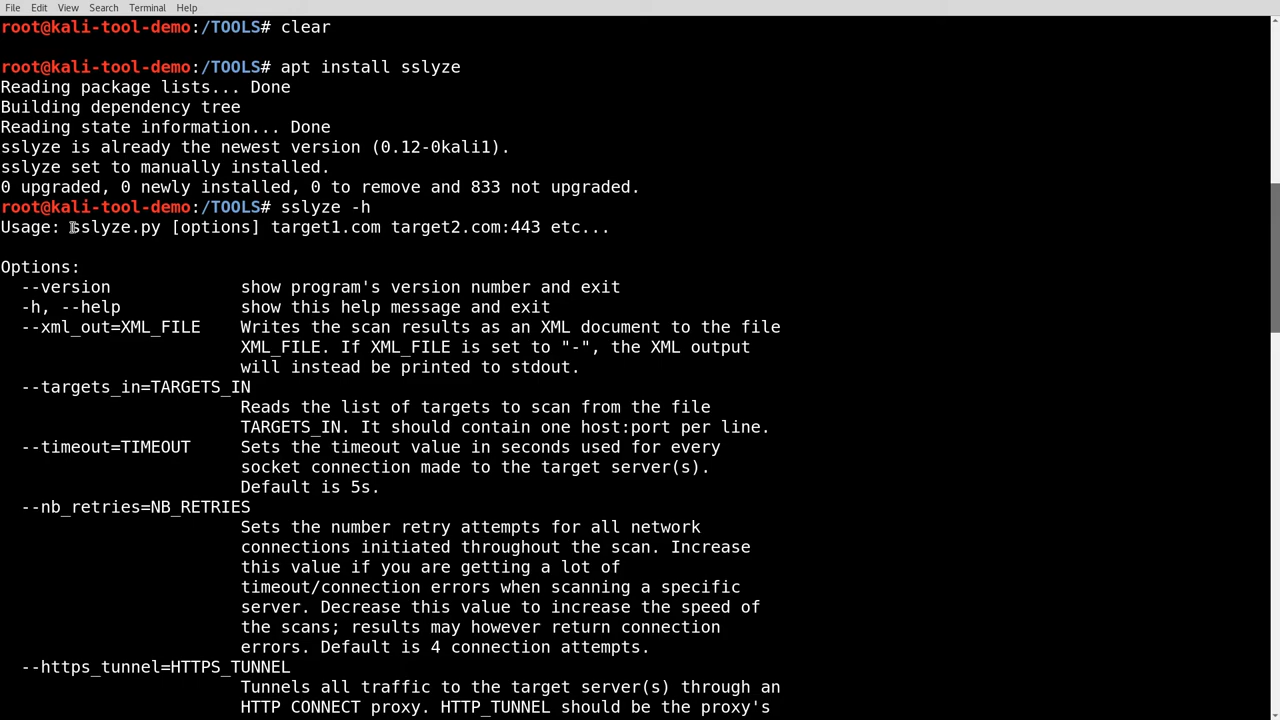 File Edit View Search Terminal Help
root@kali-tool-demo:/TOOLS# clear
root@kali-tool-demo:/TOOLS# apt install sslyze
Reading package lists... Done
Building dependency tree
Reading state information... Done
sslyze is already the newest version (0.12-0kali1).
sslyze set to manually installed.
0 upgraded, 0 newly installed, 0 to remove and 833 not upgraded.
root@kali-tool-demo:/TOOLS# sslyze -h
Usage: sslyze.py [options] target1.com target2.com:443 etc...
Options:
--version show program's version number and exit
-h, --help show this help message and exit
--xml_out=XML_FILE Writes the scan results as an XML document to the file
XML_FILE. If XML_FILE is set to "-", the XML output
will instead be printed to stdout.
--targets_in=TARGETS_IN
Reads the list of targets to scan from the file
TARGETS_IN. It should contain one host:port per line.
--timeout=TIMEOUT Sets the timeout value in seconds used for every
socket connection made to the target server(s).
Default is 5s.
--nb_retries=NB_RETRIES
Sets the number retry attempts for all network
connections initiated throughout the scan. Increase
this value if you are getting a lot of
timeout/connection errors when scanning a specific
server. Decrease this value to increase the speed of
the scans; results may however return connection
errors. Default is 4 connection attempts.
--https_tunnel=HTTPS_TUNNEL
Tunnels all traffic to the target server(s) through an
HTTP CONNECT proxy. HTTP_TUNNEL should be the proxy's